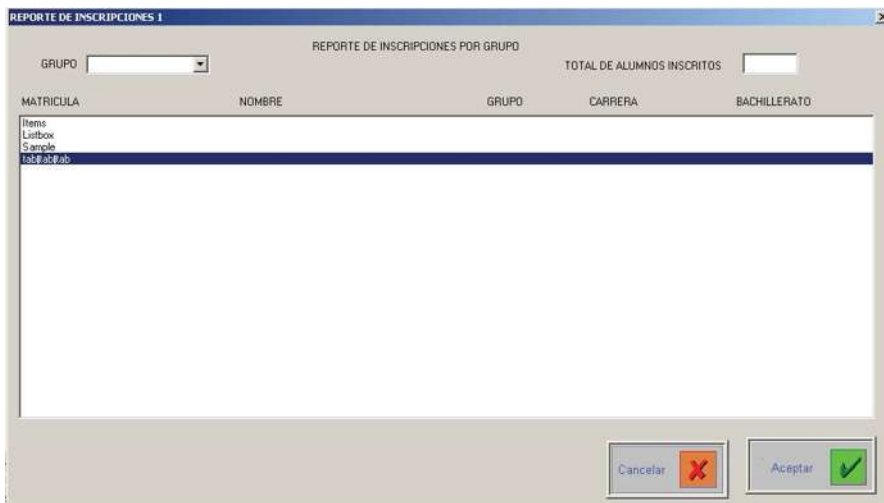 REPORTE DE INSCRIPCIONES 1
REPORTE DE INSCRIPCIONES POR GRUPO
GRUPO
TOTAL DE ALUMNOS INSCRITOS
MATRICULA NOMBRE GRUPO CARRERA BACHILLERATO
Items
Listbox
Sample
Cancelar
Aceptar